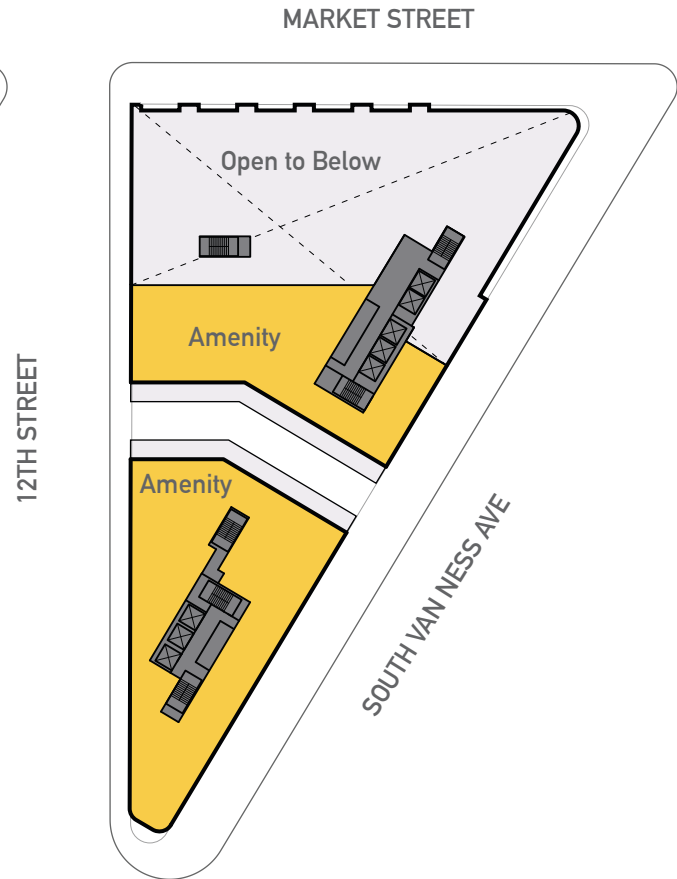 MARKET STREET
Open to Below
Amenity
12TH STREET
Amenity
SOUTH VAN NESS AVE